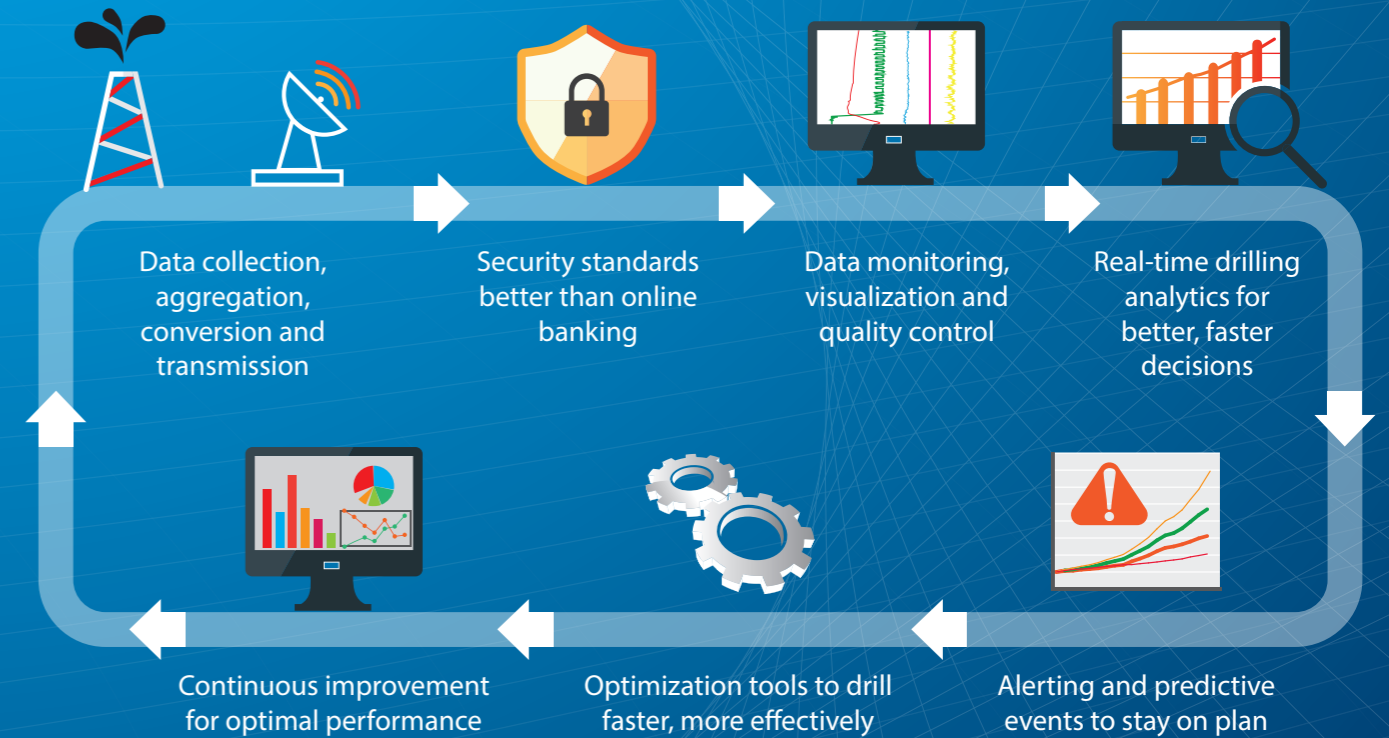 Data collection,
aggregation,
conversion and
transmission
Security standards
better than online
banking
Data monitoring,
visualization and
quality control
Real-time drilling
analytics for
better, faster
decisions
Continuous improvement
for optimal performance
Optimization tools to drill
faster, more effectively
Alerting and predictive
events to stay on plan